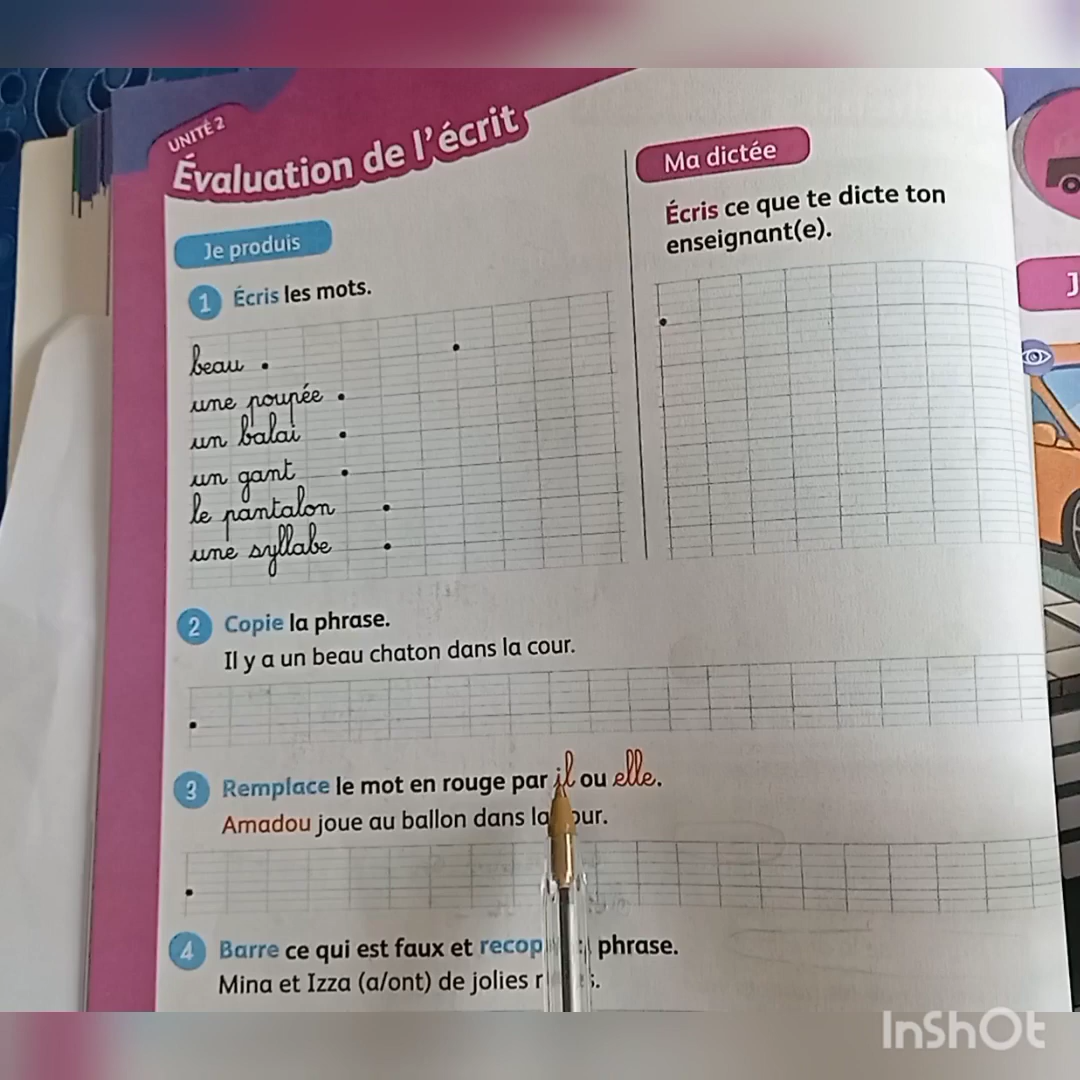 UNITÉ 2
Évaluation de l'écrit
Je produis
1 Écris les mots.
beau
une poupée
un balai
un gant
le pantalon
une syllabe
Ma dictée
Écris ce que te dicte ton
enseignant(e).
2 Copie la phrase.
Il y a un beau chaton dans la cour.
3 Remplace le mot en rouge par il ou elle.
Amadou joue au ballon dans la
4 Barre ce qui est faux et phrase.
Mina et Izza (a/ont) de jolies
J
InShOt